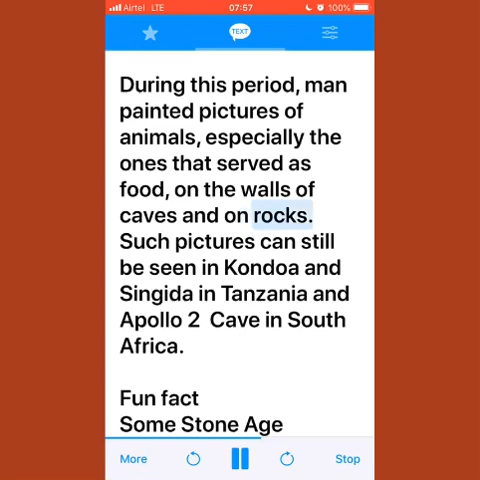 Airtel LTE 07:57 100%
TEXT
During this period, man
painted pictures of
animals, especially the
ones that served as
food, on the walls of
caves and on rocks.
Such pictures can still
be seen in Kondoa and
Singida in Tanzania and
Apollo 2 Cave in South
Africa.
Fun fact
Some Stone Age
More Stop